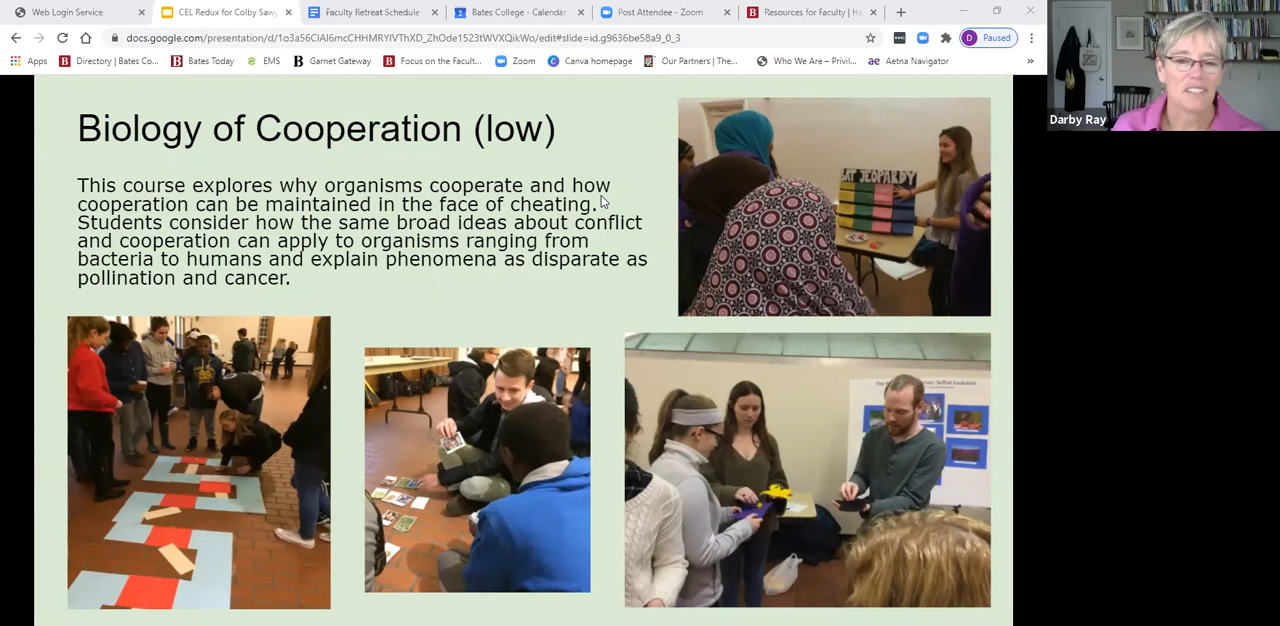 Web Login Service
CEL Redux for Colby Sawy
Faculty Retreat Schedule
Bates College - Calendar
Post Attendee - Zoom
Resources for Faculty | Ha
docs.google.com/presentation/d/1o3a56ClAl6mcCHHMRYIVThXD_ZhOde1523tWVXQikWo/edit#slide=id.g9636be58a9_0_3
Paused
Apps
Directory | Bates Co...
Bates Today
EMS
Garnet Gateway
Focus on the Facult...
Zoom
Canva homepage
Our Partners | The...
Who We Are – Privil...
Aetna Navigator
Darby Ray
Biology of Cooperation (low)
This course explores why organisms cooperate and how
cooperation can be maintained in the face of cheating.
Students consider how the same broad ideas about conflict
and cooperation can apply to organisms ranging from
bacteria to humans and explain phenomena as disparate as
pollination and cancer.
JEOPARDY